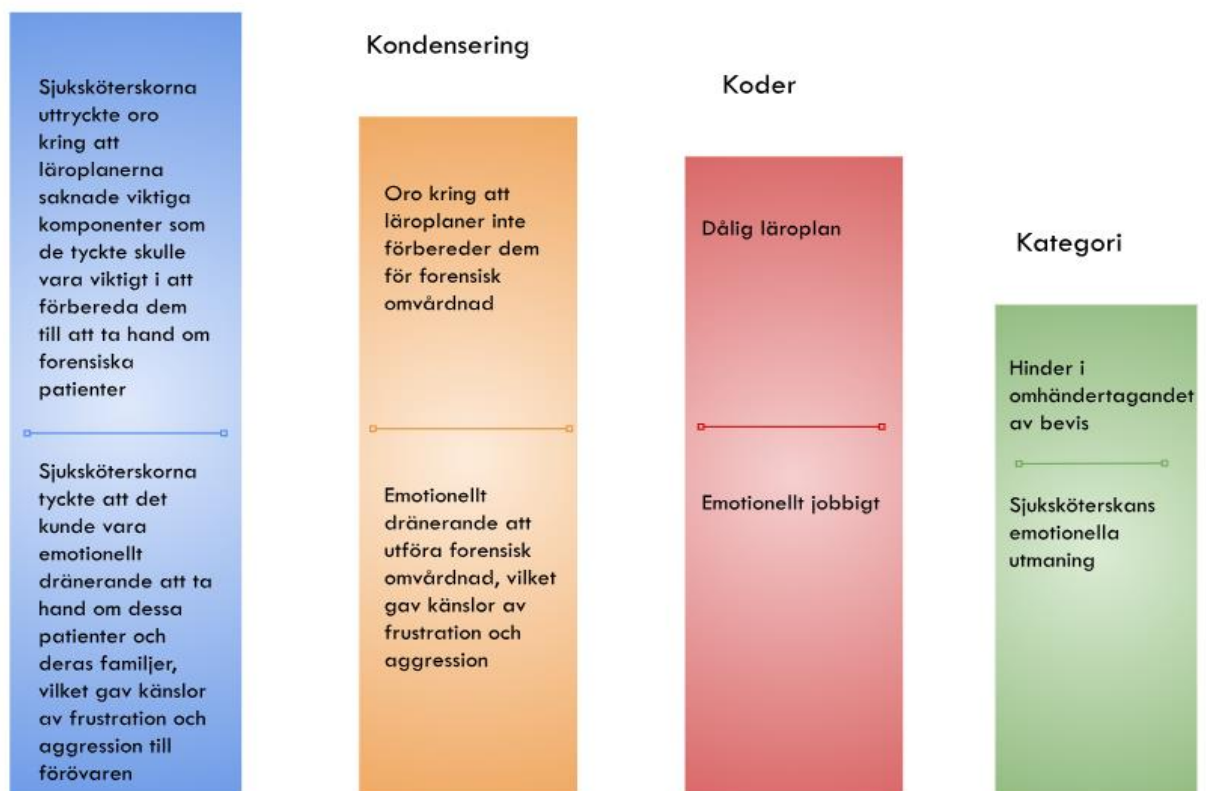 Sjuksköterskorna
uttryckte oro
kring att
läroplanerna
saknade viktiga
komponenter som
de tyckte skulle
vara viktigt i att
förbereda dem
till att ta hand om
forensiska
patienter
Sjuksköterskorna
tyckte att det
kunde vara
emotionellt
dränerande att ta
hand om dessa
patienter och
deras familjer,
vilket gav känslor
av frustration och
aggression till
förövaren
Kondensering
Oro kring att
läroplaner inte
förbereder dem
för forensisk
omvårdnad
Emotionellt
dränerande att
utföra forensisk
omvårdnad, vilket
gav känslor av
frustration och
aggression
Koder
Dålig läroplan
Emotionellt jobbigt
Kategori
Hinder i
omhändertagandet
av bevis
Sjuksköterskans
emotionella
utmaning